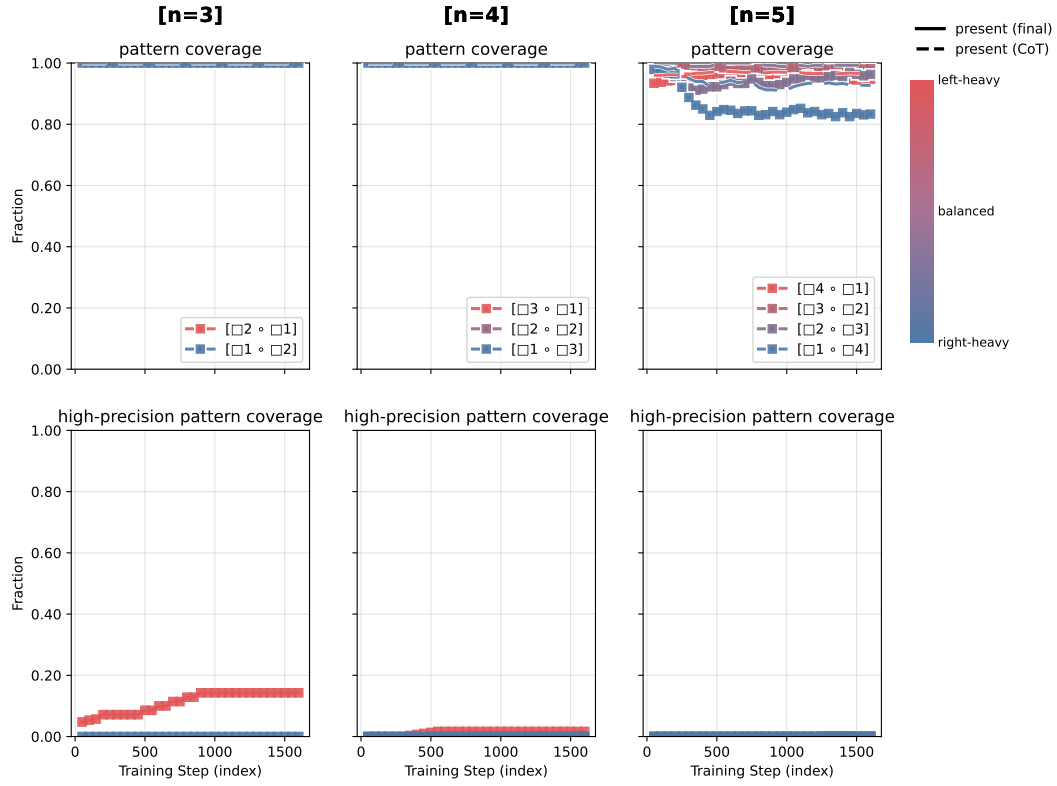 [n=3]
[n=4]
[n=5]
present (final)
present (CoT)
pattern coverage
pattern coverage
pattern coverage
left-heavy
balanced
right-heavy
Fraction
1.00
0.80
0.60
0.40
0.20
0.00
[□2 ∘ □1]
[□1 ∘ □2]
[□3 ∘ □1]
[□2 ∘ □2]
[□1 ∘ □3]
[□4 ∘ □1]
[□3 ∘ □2]
[□2 ∘ □3]
[□1 ∘ □4]
high-precision pattern coverage
high-precision pattern coverage
high-precision pattern coverage
Fraction
1.00
0.80
0.60
0.40
0.20
0.00
0 500 1000 1500
0 500 1000 1500
0 500 1000 1500
Training Step (index)
Training Step (index)
Training Step (index)